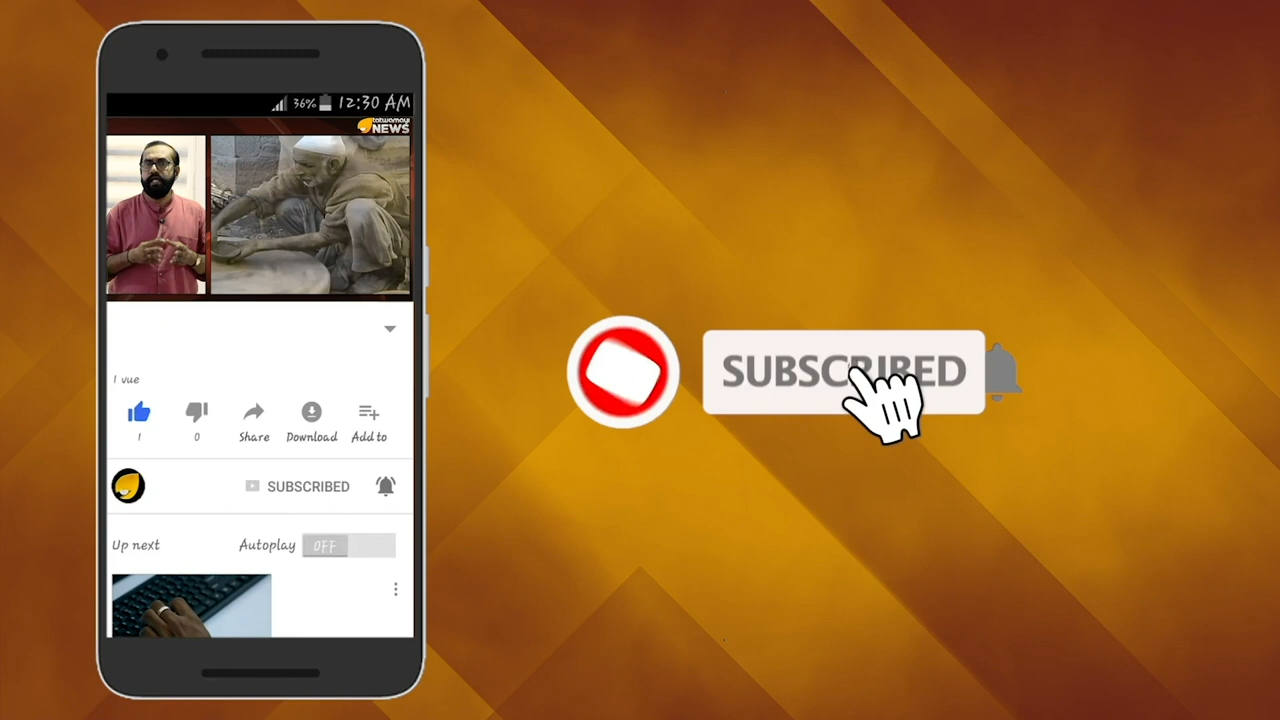 36% 12:30 AM
tatwamayi
NEWS
1 vue
1
0
Share
Download
Add to
SUBSCRIBED
Up next
Autoplay
OFF
SUBSCRIBED